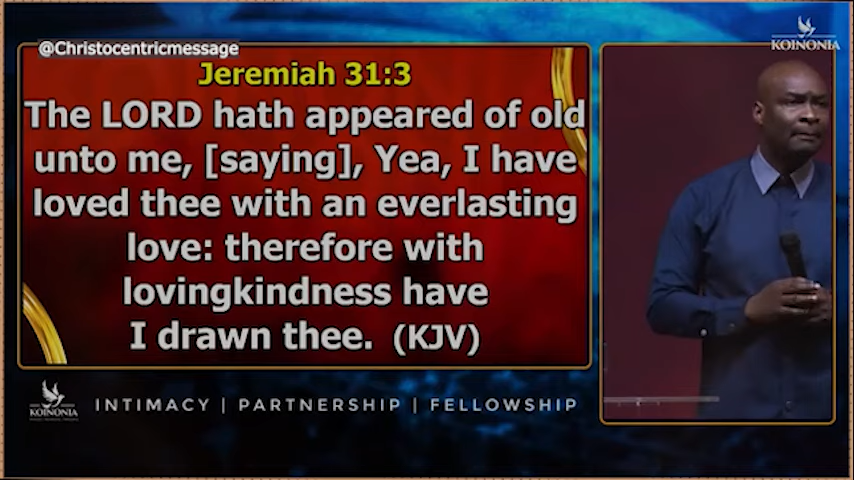 @Christocentricmessage
KOINONIA
Jeremiah 31:3
The LORD hath appeared of old
unto me, [saying], Yea, I have
loved thee with an everlasting
love: therefore with
lovingkindness have
I drawn thee. (KJV)
KOINONIA
INTIMACY | PARTNERSHIP | FELLOWSHIP